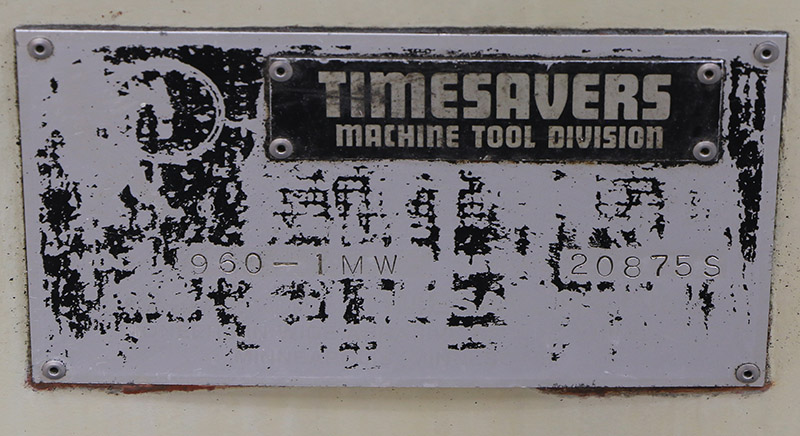 TIMESAVERS
MACHINE TOOL DIVISION
960-1MW 20875S